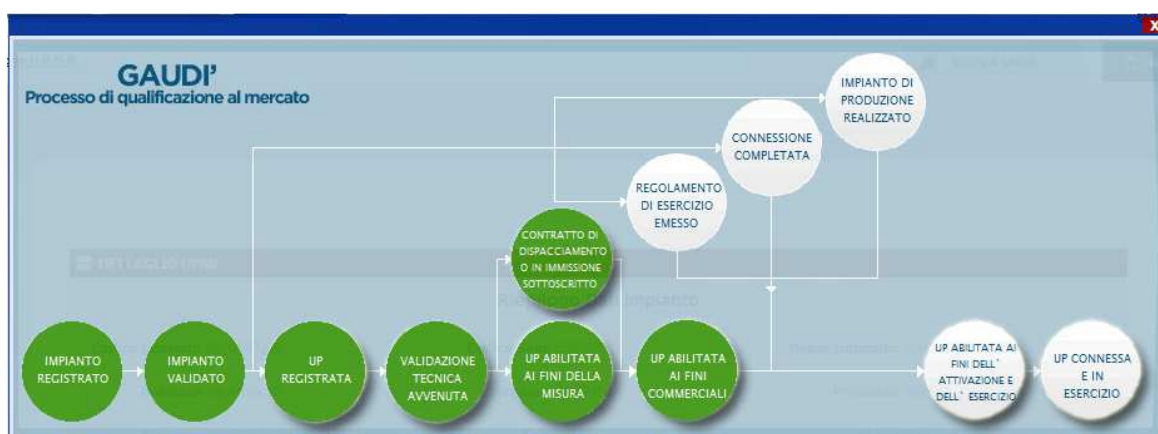 X
GAUDI'
Processo di qualificazione al mercato
IMPIANTO DI
PRODUZIONE
REALIZZATO
CONNESSIONE
COMPLETATA
REGOLAMENTO
DI ESERCIZIO
EMESSO
CONTRATTO DI
DISPACCIAMENTO
O IN IMMISSIONE
SOTTOSCRITTO
IMPIANTO
REGISTRATO
IMPIANTO
VALIDATO
UP
REGISTRATA
VALIDAZIONE
TECNICA
AVVENUTA
UP ABILITATA
AI FINI DELLA
MISURA
UP ABILITATA
AI FINI
COMMERCIALI
UP ABILITATA AI
FINI DELL`
ATTIVAZIONE E
DELL` ESERCIZIO
UP CONNESSA
E IN
ESERCIZIO